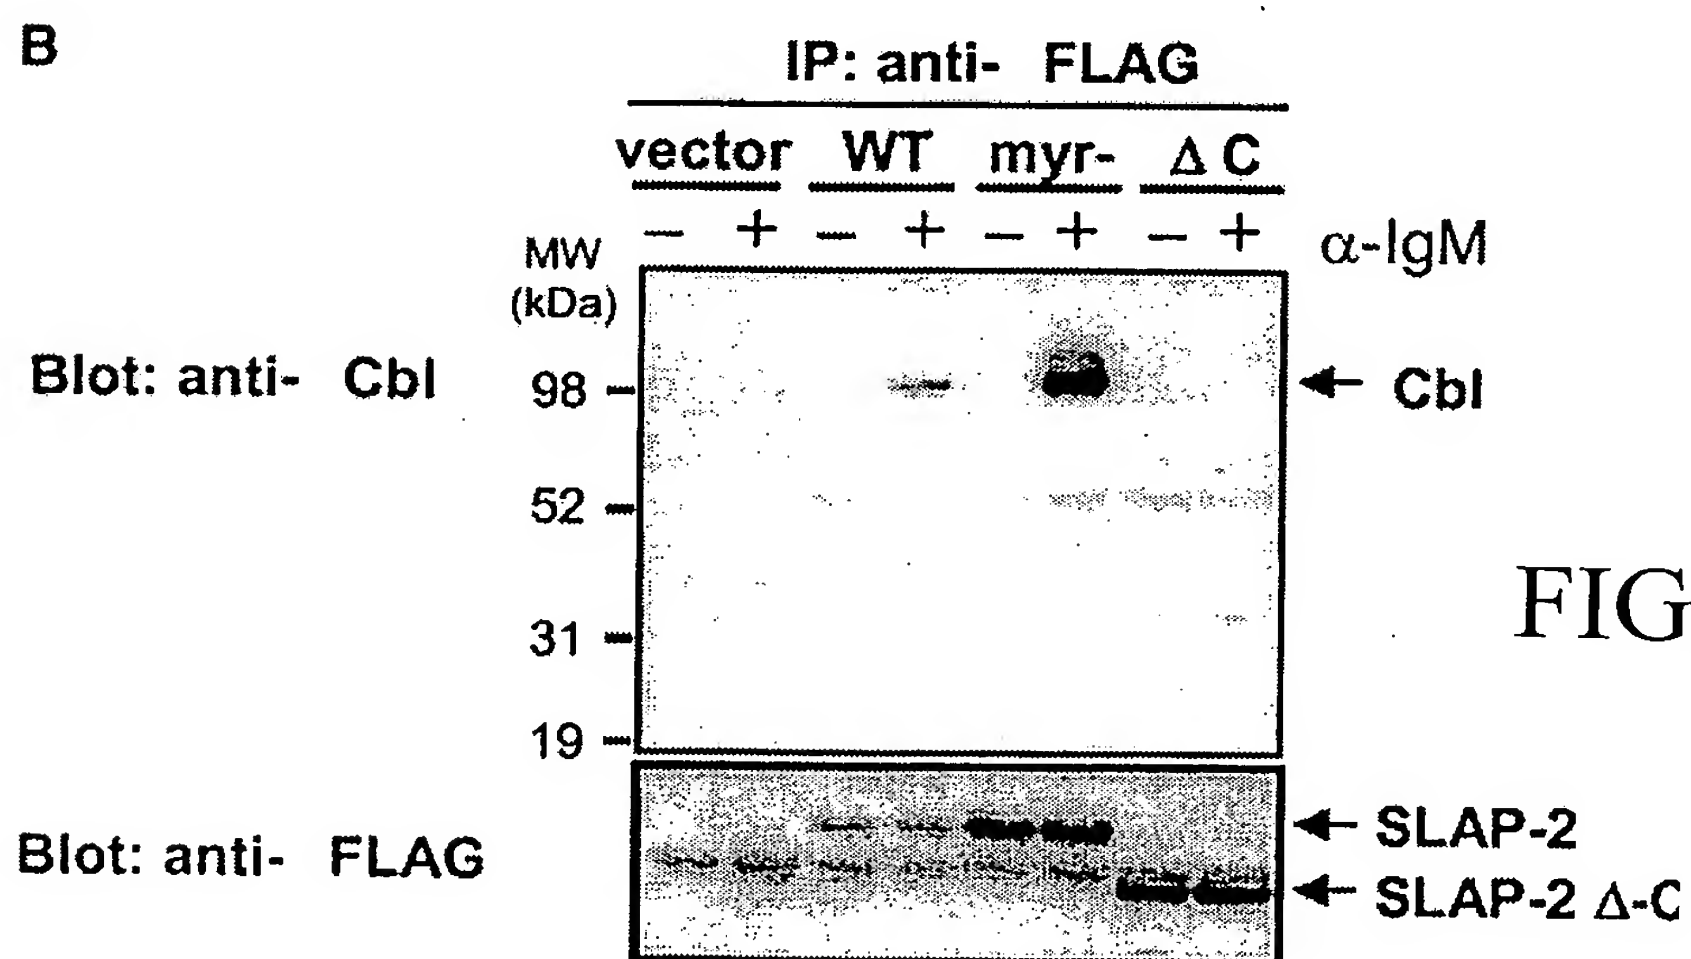 B
IP: anti- FLAG
vector WT myr- Δ C
– + – + – + – + α-IgM
MW
(kDa)
Blot: anti- Cbl 98 Cbl
52
FIG
31
19
SLAP-2
Blot: anti- FLAG
SLAP-2 Δ-C